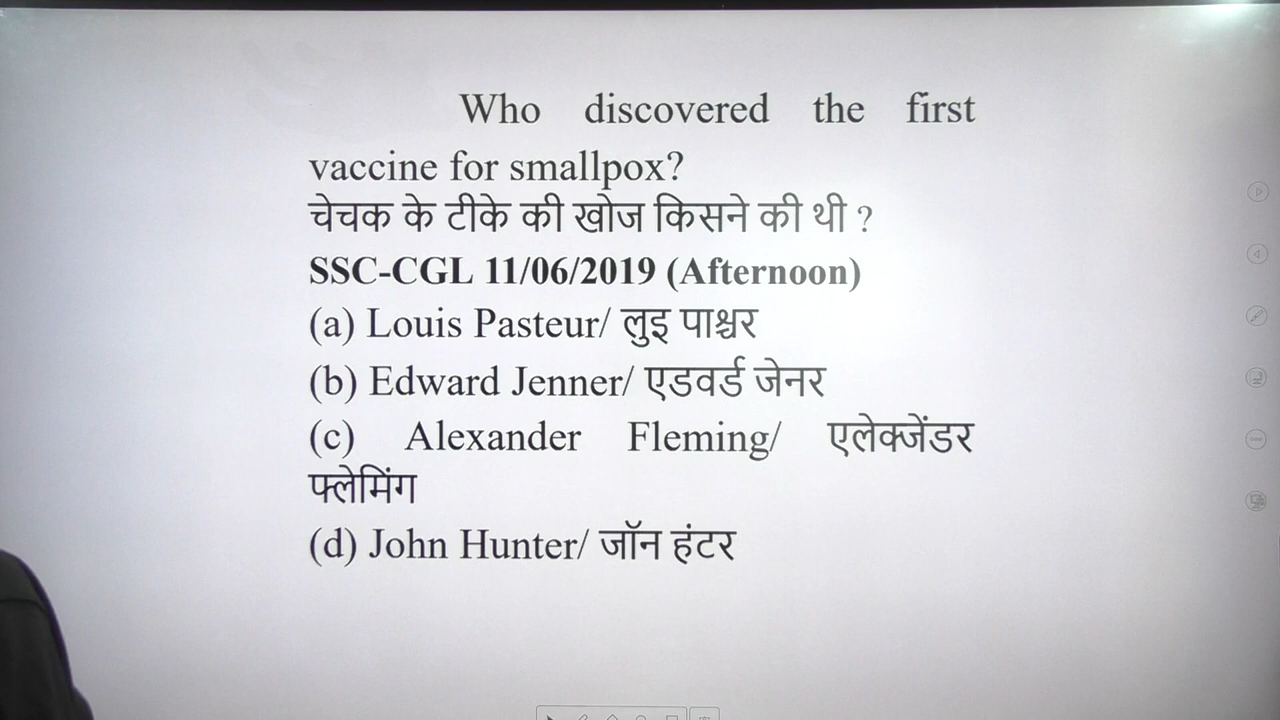 Who discovered the first
vaccine for smallpox?
चेचक के टीके की खोज किसने की थी ?
SSC-CGL 11/06/2019 (Afternoon)
(a) Louis Pasteur/ लुइ पाश्चर
(b) Edward Jenner/ एडवर्ड जेनर
(c) Alexander Fleming/ एलेक्जेंडर
फ्लेमिंग
(d) John Hunter/ जॉन हंटर